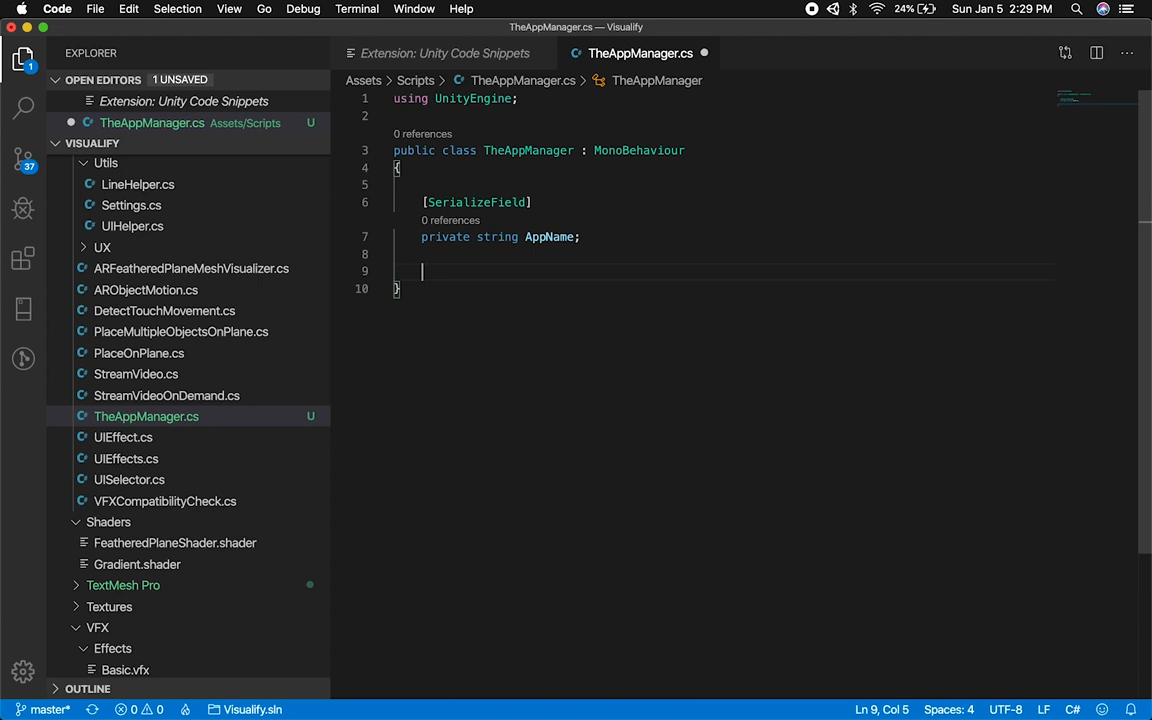 Code File Edit Selection View Go Debug Terminal Window Help 24% Sun Jan 5 2:29 PM
TheAppManager.cs — Visualify
EXPLORER
Extension: Unity Code Snippets
TheAppManager.cs
OPEN EDITORS 1 UNSAVED
Extension: Unity Code Snippets
TheAppManager.cs Assets/Scripts U
VISUALIFY
Utils
LineHelper.cs
Settings.cs
UIHelper.cs
UX
ARFeatheredPlaneMeshVisualizer.cs
ARObjectMotion.cs
DetectTouchMovement.cs
PlaceMultipleObjectsOnPlane.cs
PlaceOnPlane.cs
StreamVideo.cs
StreamVideoOnDemand.cs
TheAppManager.cs U
UIEffect.cs
UIEffects.cs
UISelector.cs
VFXCompatibilityCheck.cs
Shaders
FeatheredPlaneShader.shader
Gradient.shader
TextMesh Pro
Textures
VFX
Effects
Basic.vfx
OUTLINE
1
37
Assets > Scripts > TheAppManager.cs > TheAppManager
1 using UnityEngine;
2
0 references
3 public class TheAppManager : MonoBehaviour
4 {
5
6 [SerializeField]
0 references
7 private string AppName;
8
9
10 }
master* 0 0 Visualify.sln Ln 9, Col 5 Spaces: 4 UTF-8 LF C#